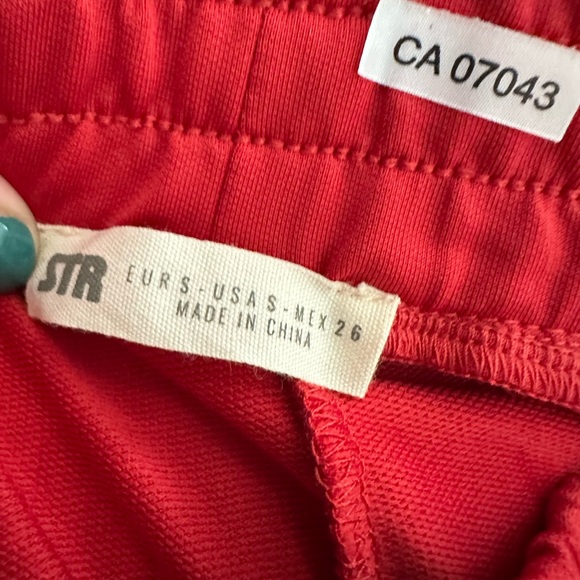 CA 07043
STR EUR S - USA S - MEX 26
MADE IN CHINA